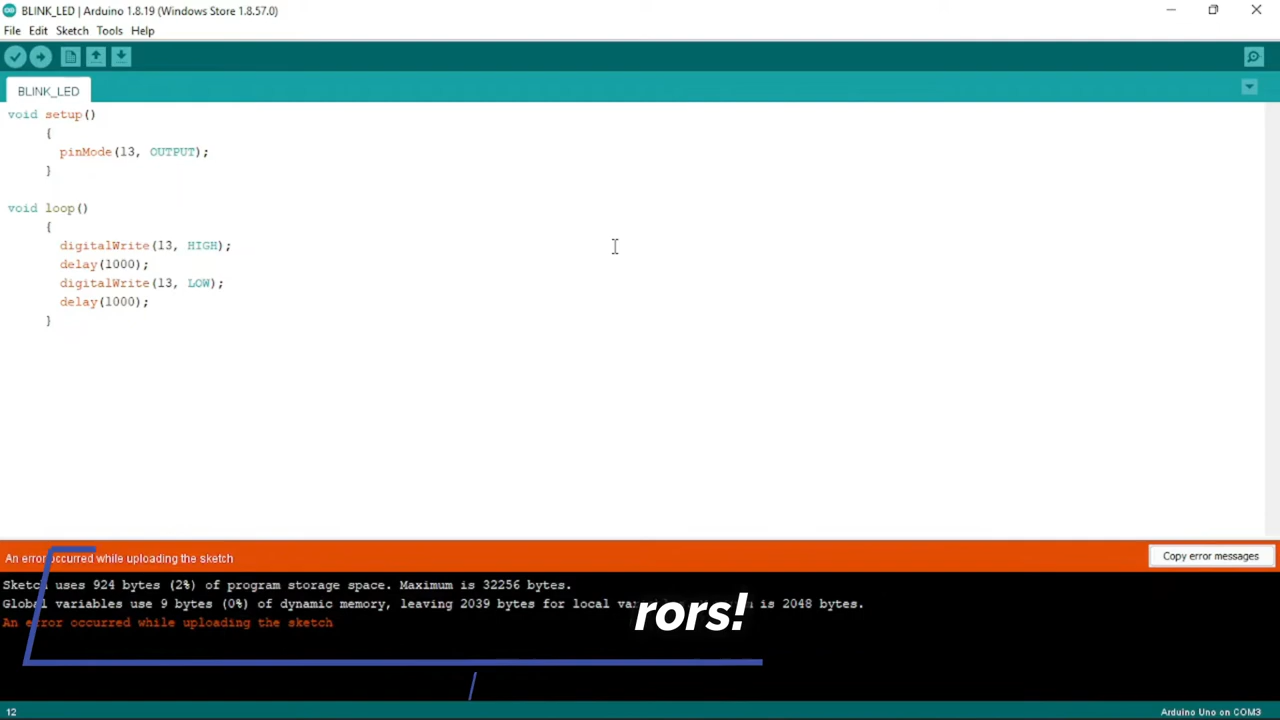 BLINK_LED | Arduino 1.8.19 (Windows Store 1.8.57.0)
File Edit Sketch Tools Help
BLINK_LED
void setup()
{
pinMode(13, OUTPUT);
}
void loop()
{
digitalWrite(13, HIGH);
delay(1000);
digitalWrite(13, LOW);
delay(1000);
}
An error occurred while uploading the sketch
Copy error messages
Sketch uses 924 bytes (2%) of program storage space. Maximum is 32256 bytes.
Global variables use 9 bytes (0%) of dynamic memory, leaving 2039 bytes for local is 2048 bytes.
rors!
An error occurred while uploading the sketch
12
Arduino Uno on COM3